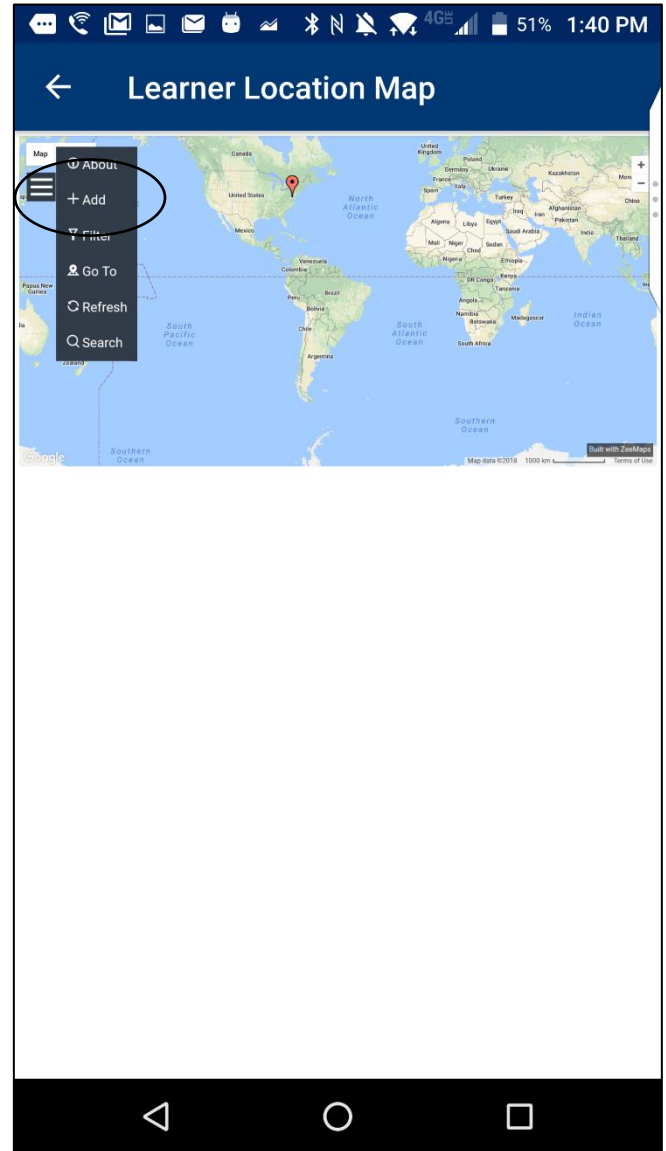 4G 51% 1:40 PM
Learner Location Map
Map
About
+ Add
Filter
Go To
Refresh
Search
Canada
United States
Mexico
North
Atlantic
Ocean
Venezuela
Colombia
Peru
Brazil
Bolivia
Chile
Argentina
South
Pacific
Ocean
South
Atlantic
Ocean
Southern
Ocean
United
Kingdom
Poland
Germany
Ukraine
France
Italy
Spain
Turkey
Kazakhstan
China
Iraq
Iran
Afghanistan
Pakistan
Algeria
Libya
Egypt
Saudi Arabia
India
Thailand
Mali
Niger
Chad
Sudan
Nigeria
Ethiopia
DR Congo
Kenya
Tanzania
Angola
Namibia
Botswana
Madagascar
South Africa
Indian
Ocean
Papua New
Guinea
Zealand
Southern
Ocean
Google
Built with ZeeMaps
Map data ©2018 1000 km Terms of Use